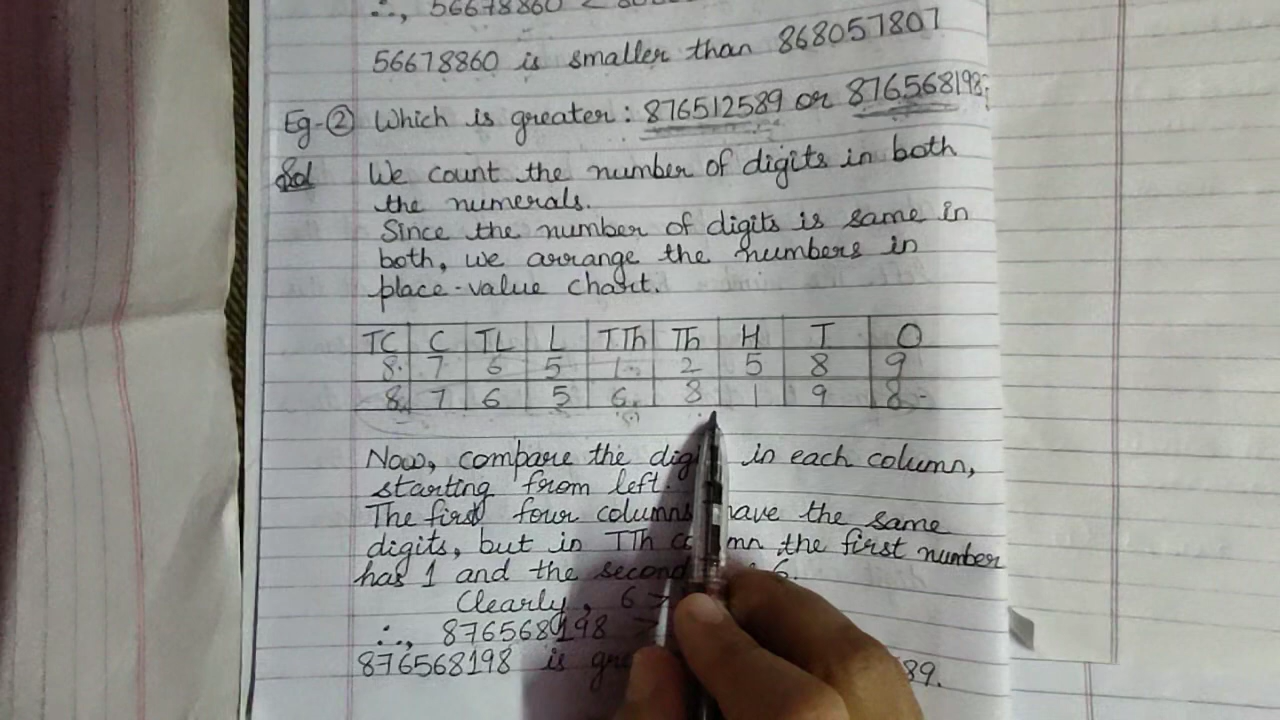 ∴, 56678860 <
56678860 is smaller than 868057807
Eg-② Which is greater: 876512589 or 876568198?
Sol We count the number of digits in both
the numerals.
Since the number of digits is same in
both, we arrange the numbers in
place-value chart.
TC C TL L TTh Th H T O
8 7 6 5 1 2 5 8 9
8 7 6 5 6 8 1 9 8
Now, compare the in each column,
starting from left.
The first four columns have the same
digits, but in TTh the first number
has 1 and the second 6.
Clearly, 6 >
∴, 876568198 >
876568198 is 89.